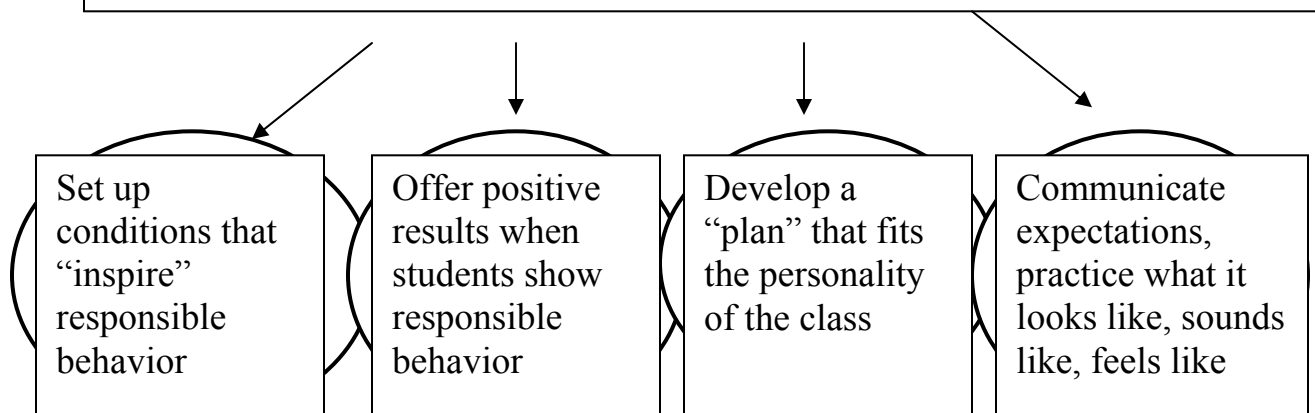 Set up
conditions that
“inspire”
responsible
behavior
Offer positive
results when
students show
responsible
behavior
Develop a
“plan” that fits
the personality
of the class
Communicate
expectations,
practice what it
looks like, sounds
like, feels like